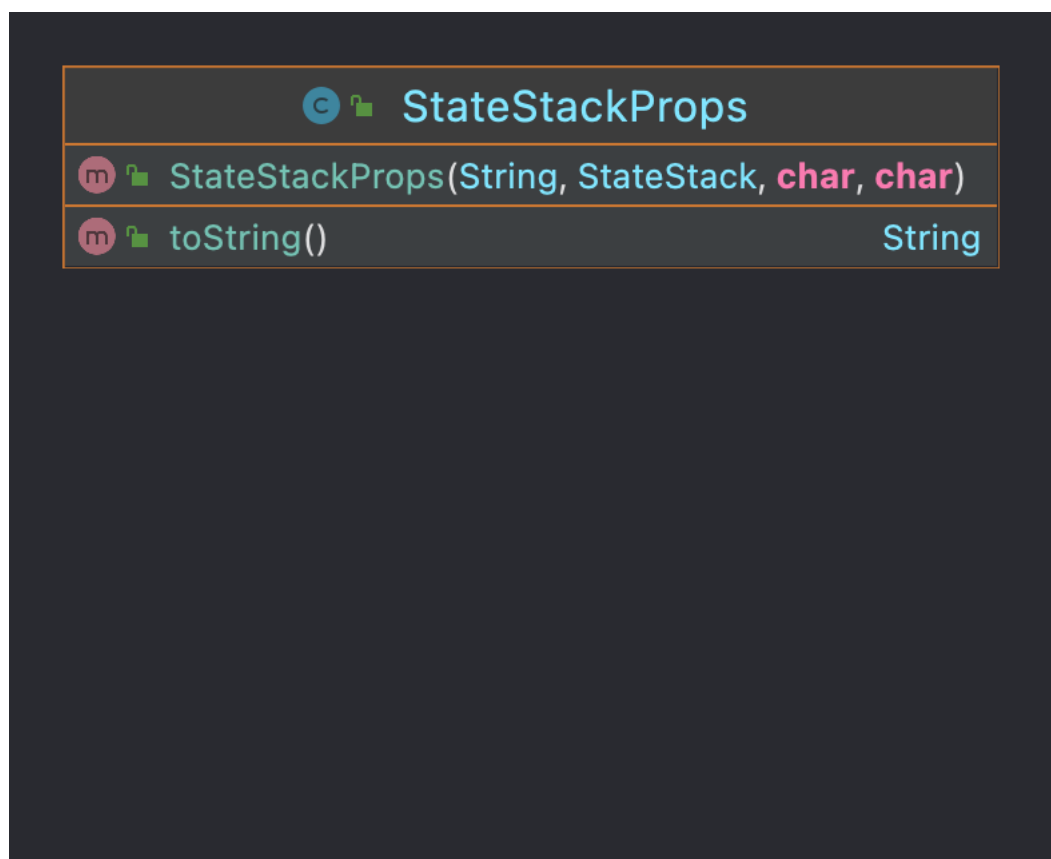 C StateStackProps
m StateStackProps(String, StateStack, char, char)
m toString() String